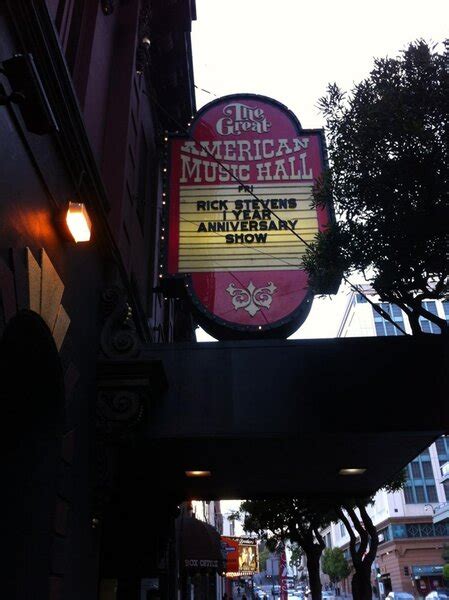 The
Great
AMERICAN
MUSIC HALL
FRI
RICK STEVENS
1 YEAR
ANNIVERSARY
SHOW
BOX OFFICE